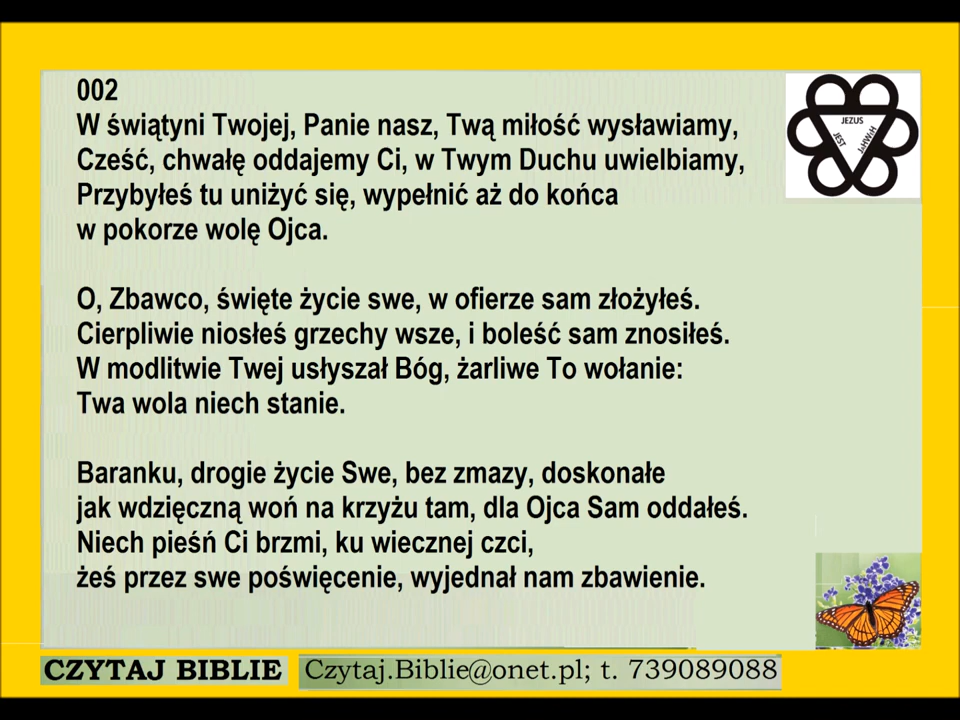 002
W świątyni Twojej, Panie nasz, Twą miłość wysławiamy,
Cześć, chwałę oddajemy Ci, w Twym Duchu uwielbiamy,
Przybyłeś tu uniżyć się, wypełnić aż do końca
w pokorze wolę Ojca.
O, Zbawco, święte życie swe, w ofierze sam złożyłeś.
Cierpliwie niosłeś grzechy wsze, i boleść sam znosiłeś.
W modlitwie Twej usłyszał Bóg, żarliwe To wołanie:
Twa wola niech stanie.
Baranku, drogie życie Swe, bez zmazy, doskonałe
jak wdzięczną woń na krzyżu tam, dla Ojca Sam oddałeś.
Niech pieśń Ci brzmi, ku wiecznej czci,
żeś przez swe poświęcenie, wyjednał nam zbawienie.
JEZUS
JEST
JaHWiH
CZYTAJ BIBLIE
Czytaj.Biblie@onet.pl; t. 739089088